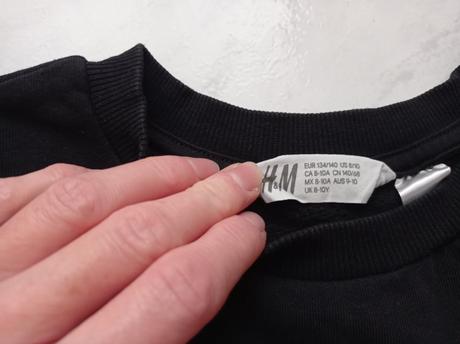 H&M
EUR 134/140 US 8/10
CA 8-10A CN 140/68
MX 8-10A AUS 9-10
UK 8-10Y